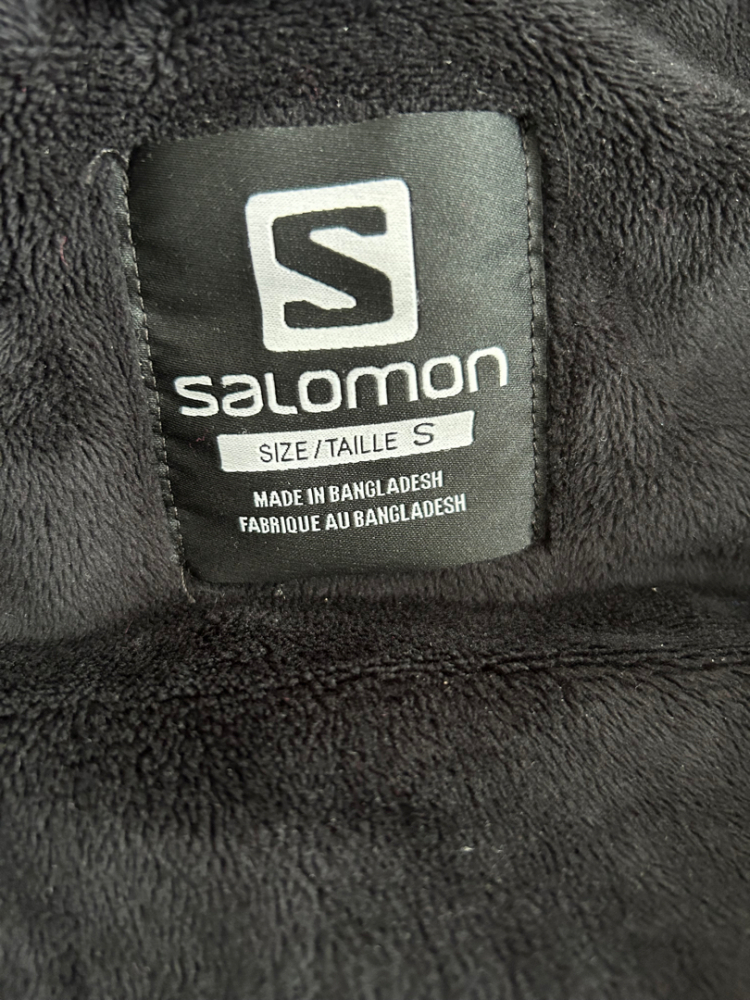 S
salomon
SIZE/TAILLE S
MADE IN BANGLADESH
FABRIQUE AU BANGLADESH